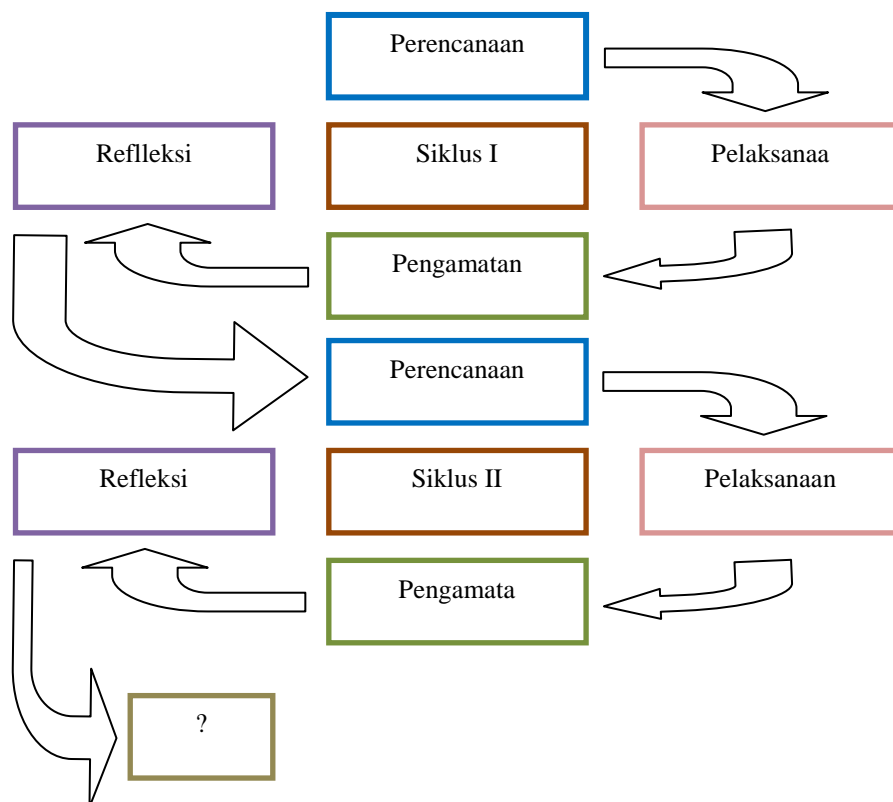 Perencanaan
Reflleksi
Siklus I
Pelaksanaa
Pengamatan
Perencanaan
Refleksi
Siklus II
Pelaksanaan
Pengamata
?